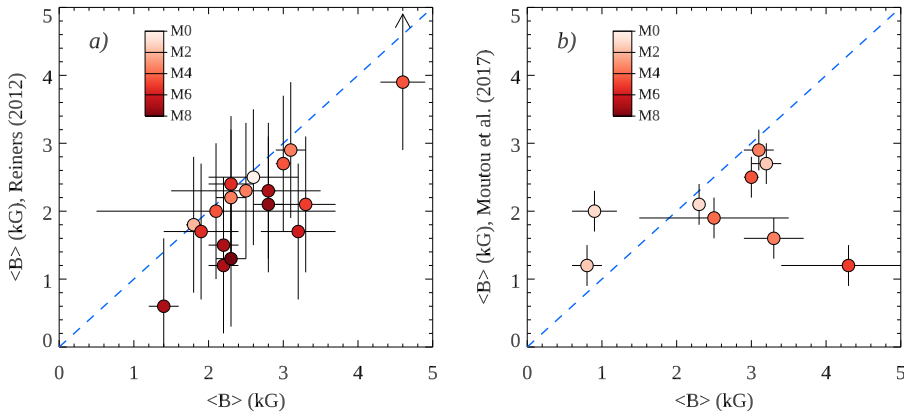 a)
M0
M2
M4
M6
M8
5
4
3
2
1
0
<B> (kG), Reiners (2012)
0 1 2 3 4 5
<B> (kG)
b)
M0
M2
M4
M6
M8
5
4
3
2
1
0
<B> (kG), Moutou et al. (2017)
0 1 2 3 4 5
<B> (kG)